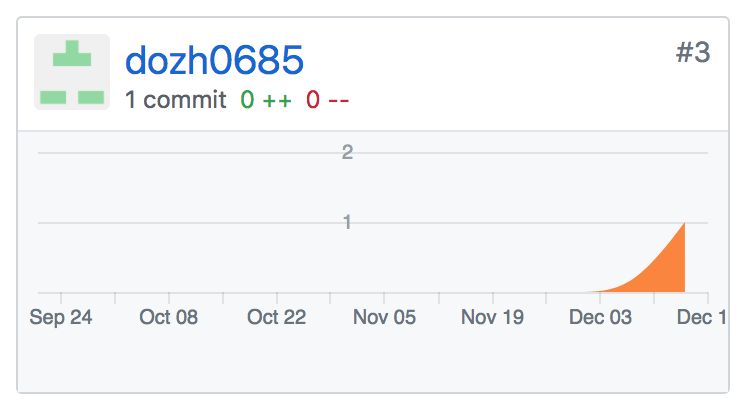 dozh0685
#3
1 commit 0 ++ 0 --
2
1
Sep 24 Oct 08 Oct 22 Nov 05 Nov 19 Dec 03 Dec 1